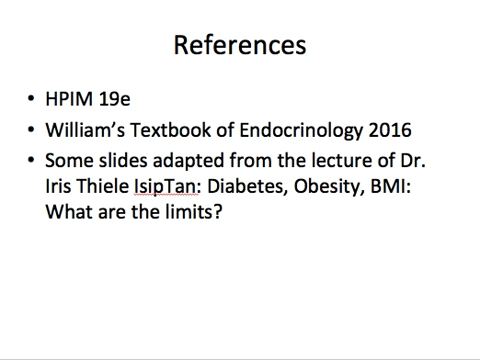 References
• HPIM 19e
• William's Textbook of Endocrinology 2016
• Some slides adapted from the lecture of Dr.
Iris Thiele IsipTan: Diabetes, Obesity, BMI:
What are the limits?